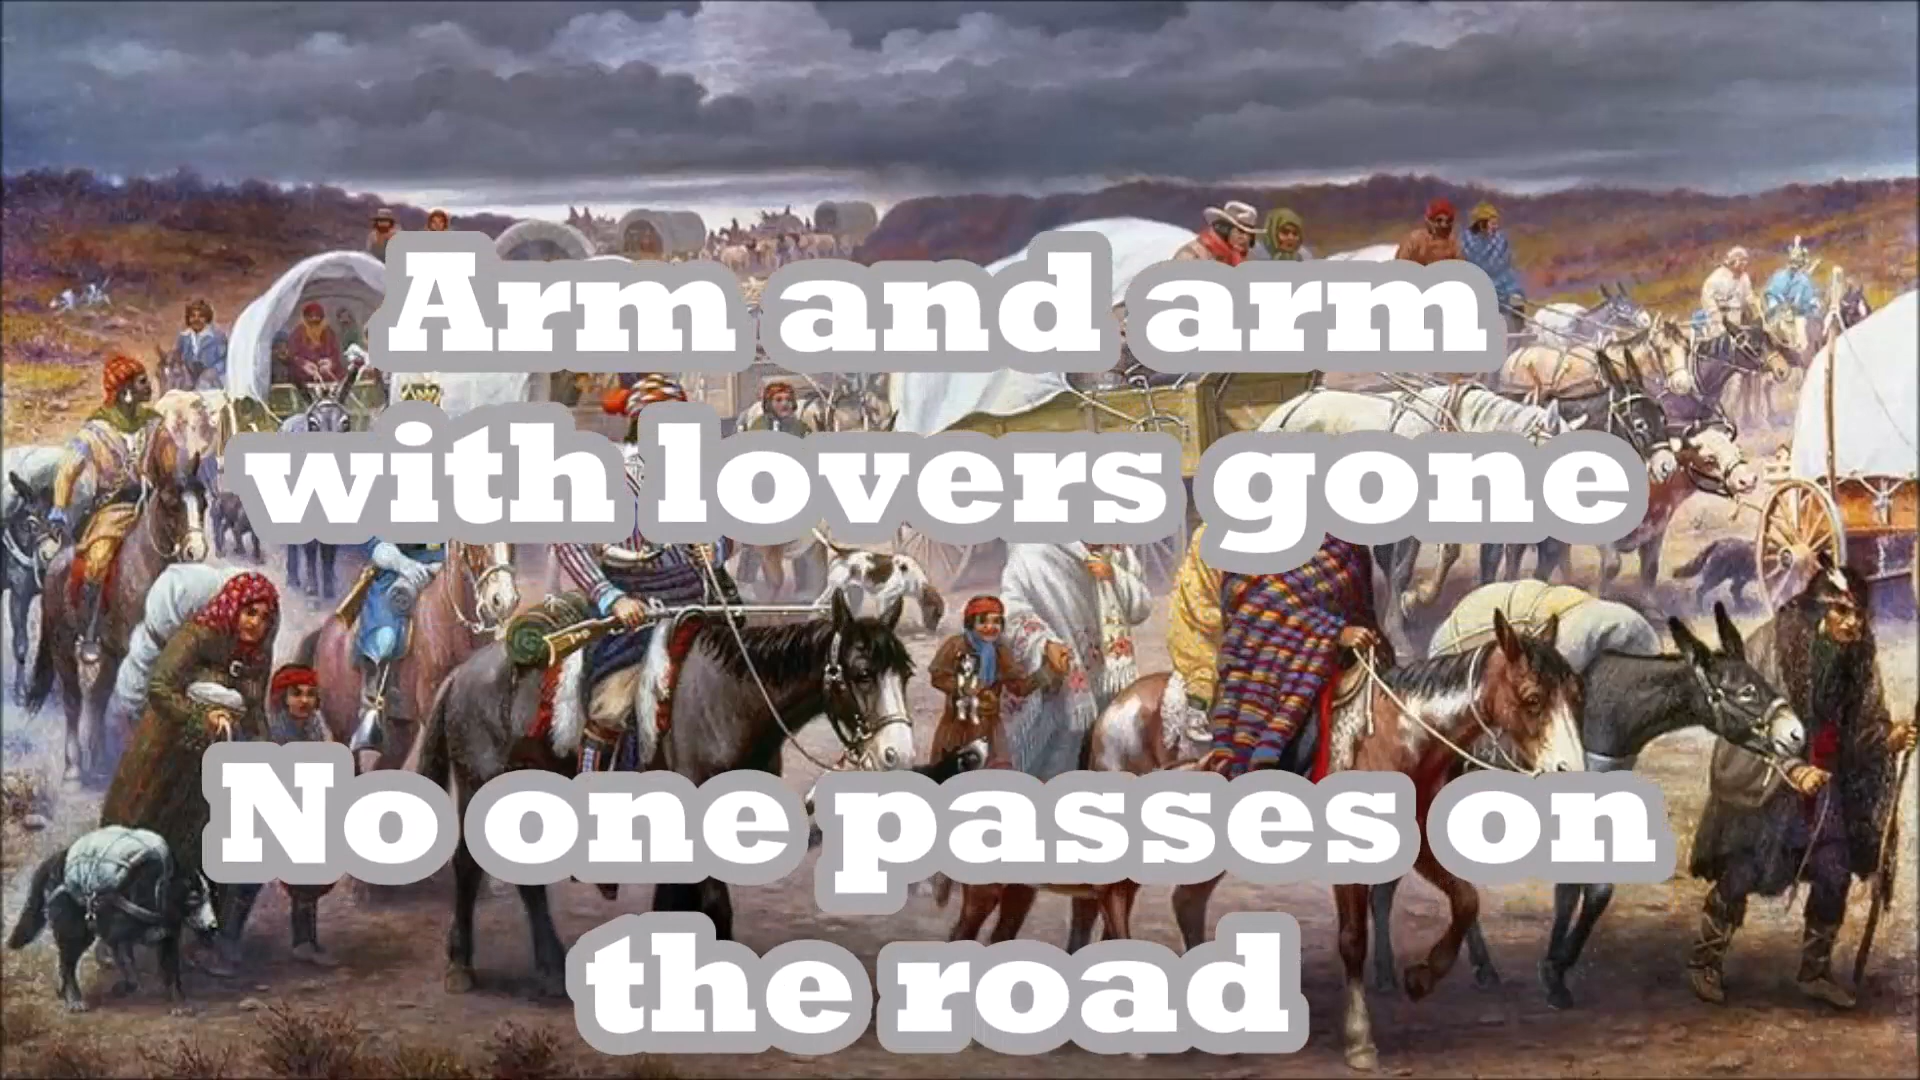 Arm and arm
with lovers gone
No one passes on
the road